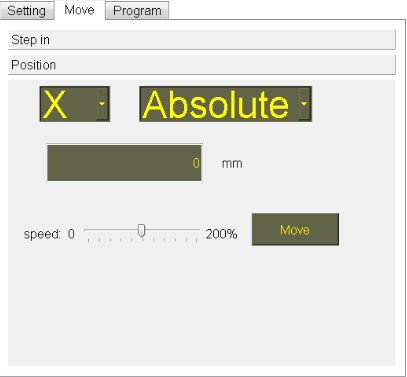 Setting Move Program
Step in
Position
X Absolute
0 mm
speed: 0 200% Move